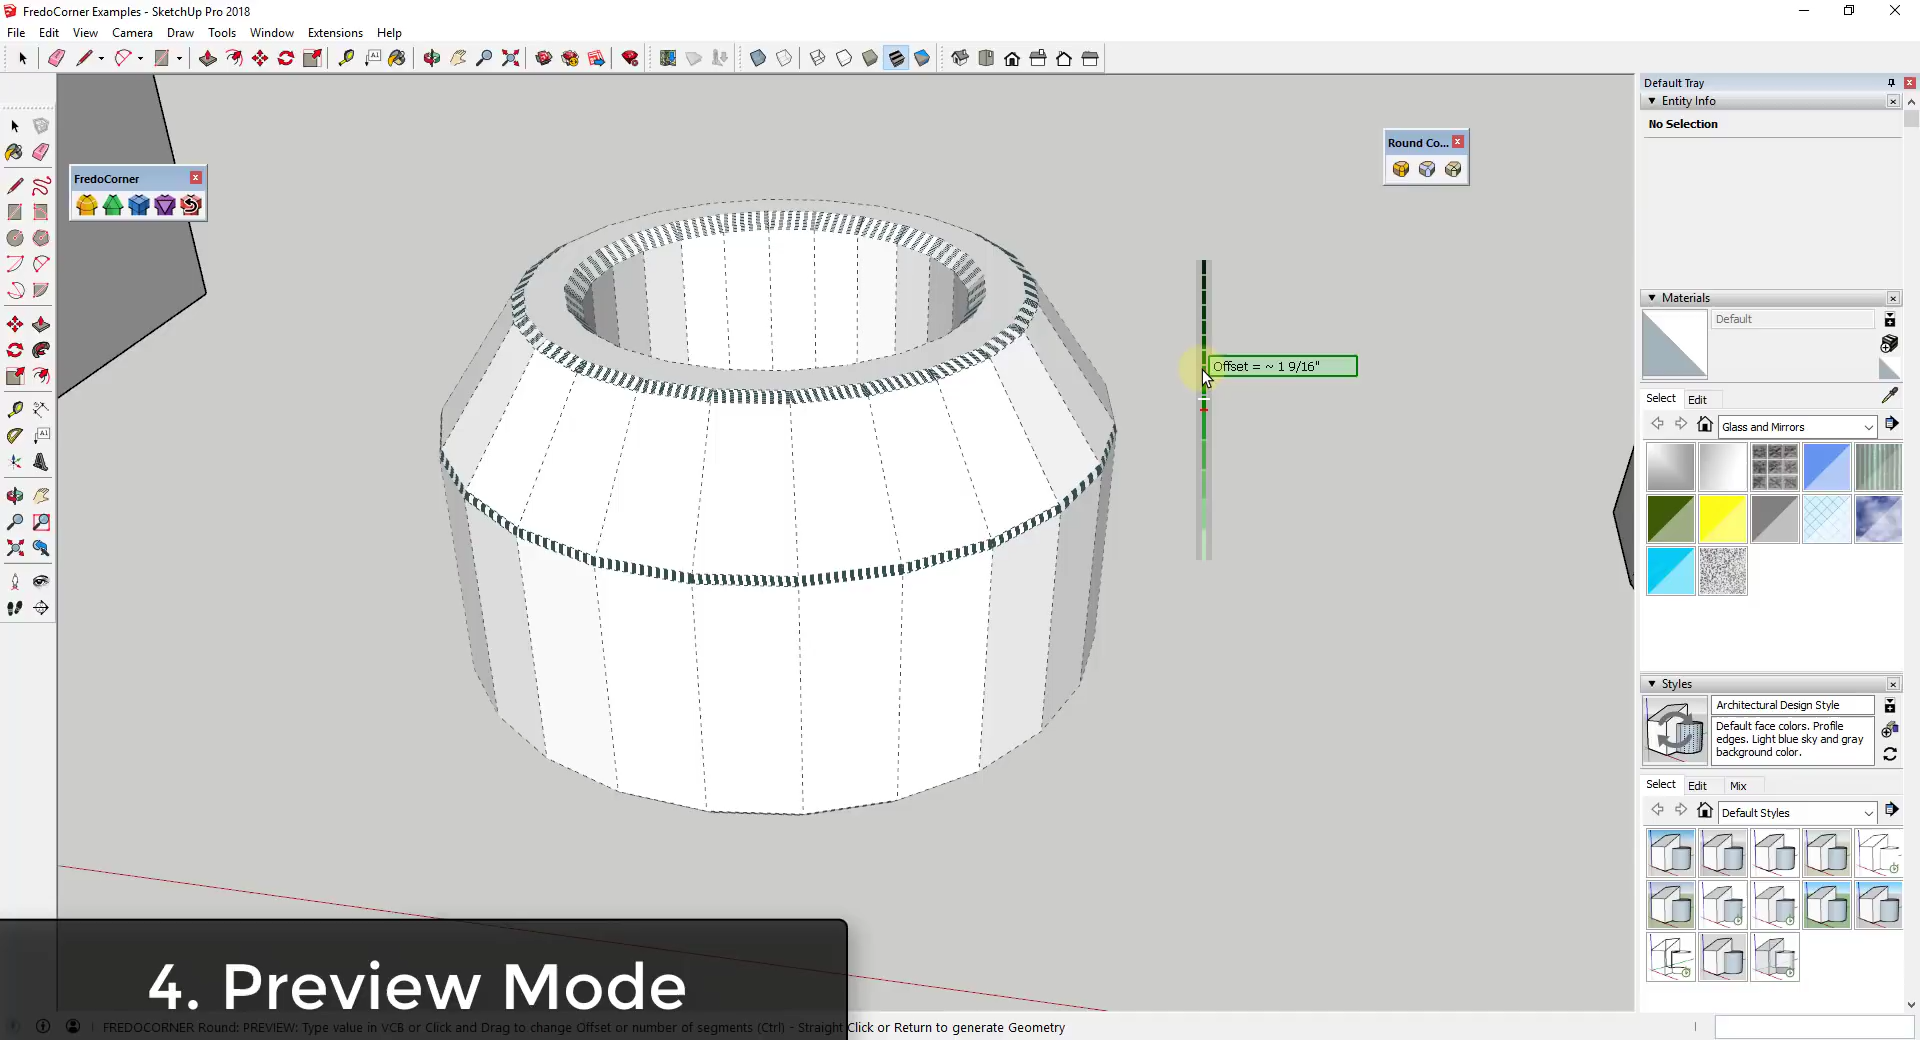 FredoCorner Examples - SketchUp Pro 2018
File Edit View Camera Draw Tools Window Extensions Help
Default Tray
Entity Info
No Selection
Round Co...
FredoCorner
Offset = ~ 1 9/16"
Materials
Default
Select Edit
Glass and Mirrors
Styles
Architectural Design Style
Default face colors. Profile
edges. Light blue sky and gray
background color.
Select Edit Mix
Default Styles
4. Preview Mode
FREDOCORNER Round: PREVIEW: Type value in VCB or Click and Drag to change Offset or number of segments (Ctrl) - Straight Click or Return to generate Geometry